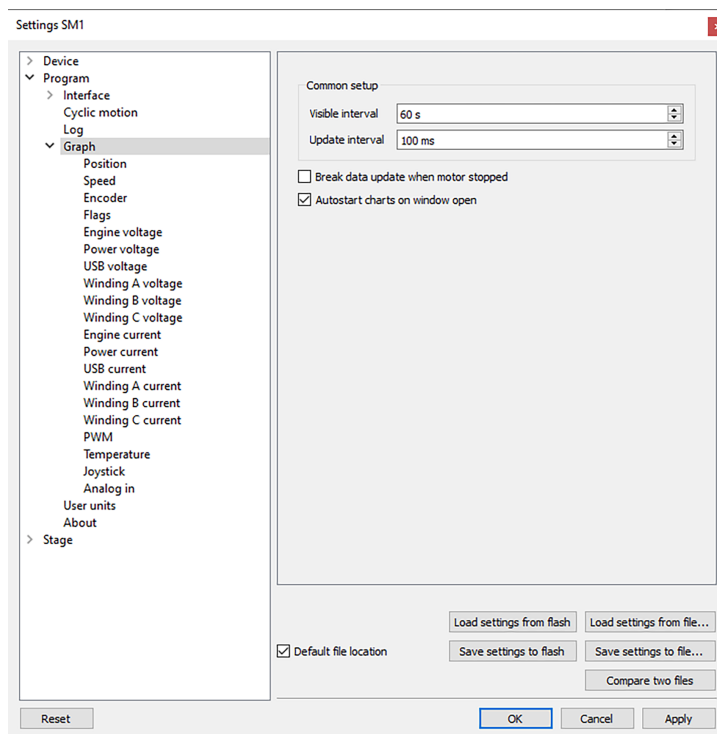 Settings SM1
Device
Program
Interface
Cyclic motion
Log
Graph
Position
Speed
Encoder
Flags
Engine voltage
Power voltage
USB voltage
Winding A voltage
Winding B voltage
Winding C voltage
Engine current
Power current
USB current
Winding A current
Winding B current
Winding C current
PWM
Temperature
Joystick
Analog in
User units
About
Stage
Common setup
Visible interval 60 s
Update interval 100 ms
Break data update when motor stopped
Autostart charts on window open
Load settings from flash Load settings from file...
Default file location Save settings to flash Save settings to file...
Compare two files
Reset OK Cancel Apply